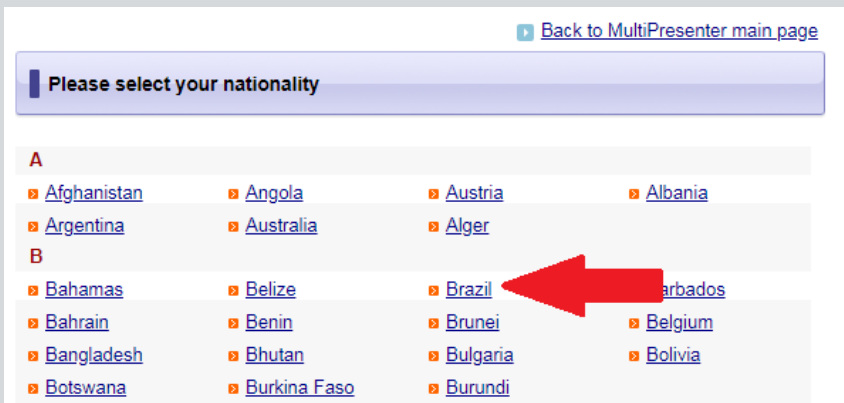 Back to MultiPresenter main page
Please select your nationality
A
Afghanistan Angola Austria Albania
Argentina Australia Alger
B
Bahamas Belize Brazil arbados
Bahrain Benin Brunei Belgium
Bangladesh Bhutan Bulgaria Bolivia
Botswana Burkina Faso Burundi